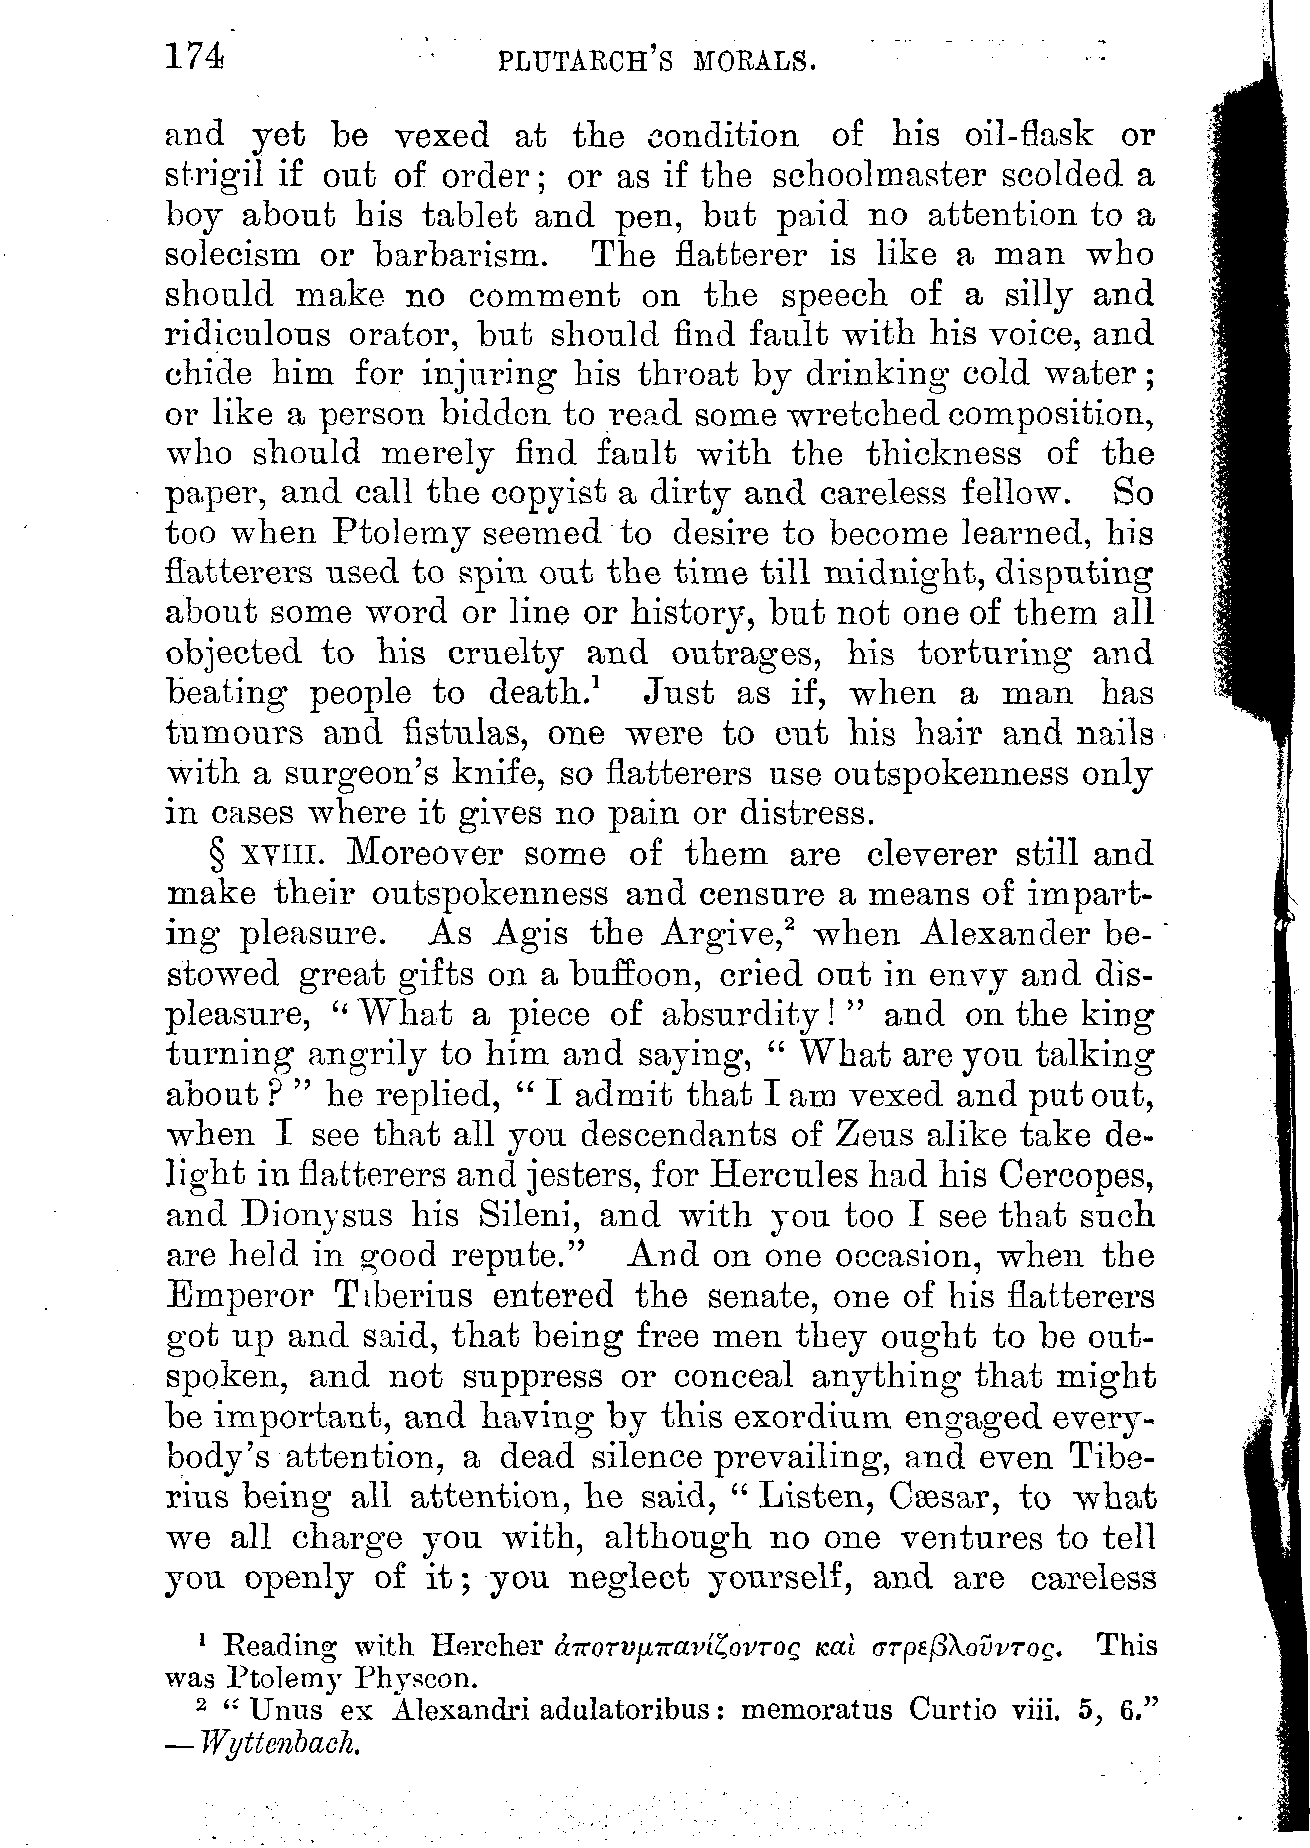 174 PLUTARCH'S MORALS.
and yet be vexed at the condition of his oil-flask or
strigil if out of order; or as if the schoolmaster scolded a
boy about his tablet and pen, but paid no attention to a
solecism or barbarism. The flatterer is like a man who
should make no comment on the speech of a silly and
ridiculous orator, but should find fault with his voice, and
chide him for injuring his throat by drinking cold water;
or like a person bidden to read some wretched composition,
who should merely find fault with the thickness of the
paper, and call the copyist a dirty and careless fellow. So
too when Ptolemy seemed to desire to become learned, his
flatterers used to spin out the time till midnight, disputing
about some word or line or history, but not one of them all
objected to his cruelty and outrages, his torturing and
beating people to death.¹ Just as if, when a man has
tumours and fistulas, one were to cut his hair and nails
with a surgeon's knife, so flatterers use outspokenness only
in cases where it gives no pain or distress.
§ XVIII. Moreover some of them are cleverer still and
make their outspokenness and censure a means of impart-
ing pleasure. As Agis the Argive,² when Alexander be-
stowed great gifts on a buffoon, cried out in envy and dis-
pleasure, "What a piece of absurdity!" and on the king
turning angrily to him and saying, "What are you talking
about?" he replied, "I admit that I am vexed and put out,
when I see that all you descendants of Zeus alike take de-
light in flatterers and jesters, for Hercules had his Cercopes,
and Dionysus his Sileni, and with you too I see that such
are held in good repute." And on one occasion, when the
Emperor Tiberius entered the senate, one of his flatterers
got up and said, that being free men they ought to be out-
spoken, and not suppress or conceal anything that might
be important, and having by this exordium engaged every-
body's attention, a dead silence prevailing, and even Tibe-
rius being all attention, he said, "Listen, Cæsar, to what
we all charge you with, although no one ventures to tell
you openly of it; you neglect yourself, and are careless
¹ Reading with Hercher ἀποτυμπανίζοντος καὶ στρεβλοῦντος. This
was Ptolemy Physcon.
² "Unus ex Alexandri adulatoribus: memoratus Curtio viii. 5, 6."
—Wyttenbach.